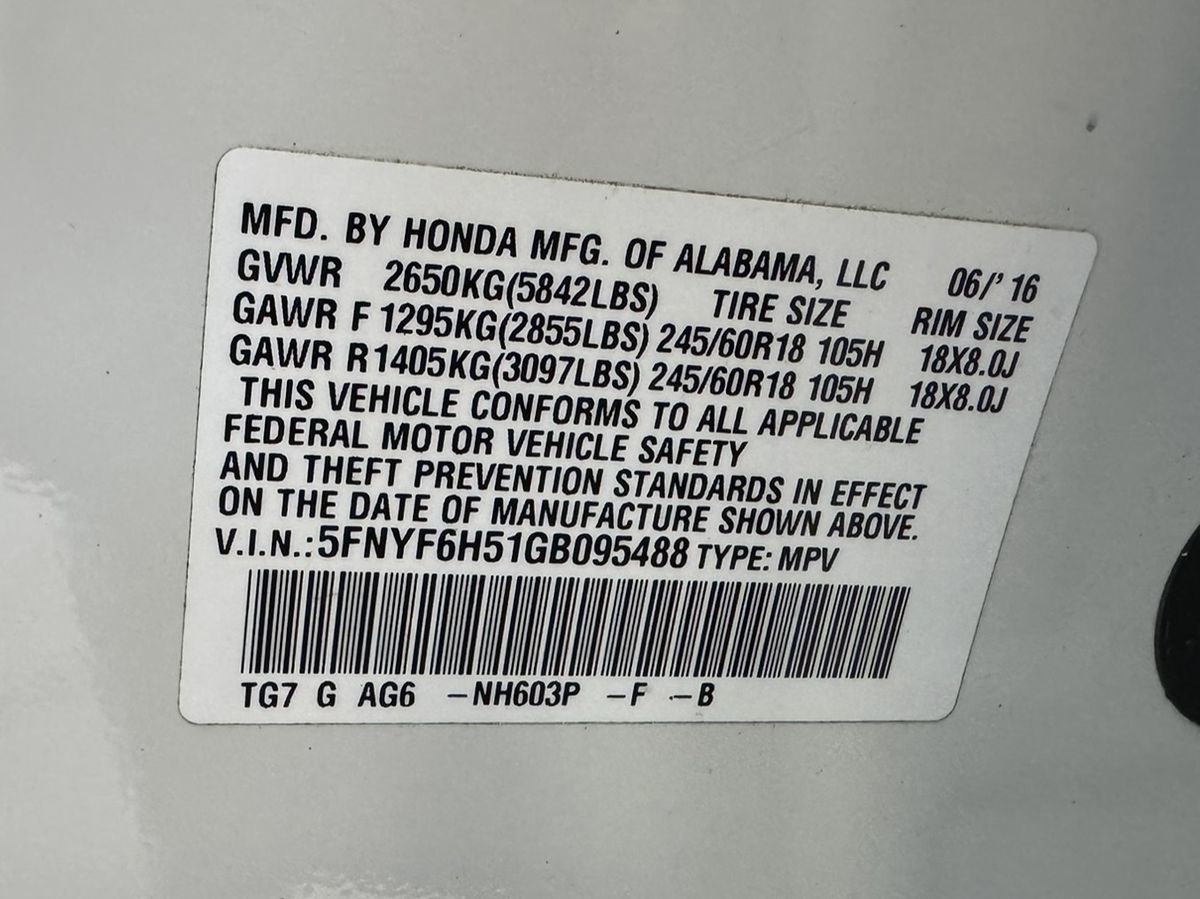 MFD. BY HONDA MFG. OF ALABAMA, LLC 06/' 16
GVWR 2650KG(5842LBS) TIRE SIZE RIM SIZE
GAWR F 1295KG(2855LBS) 245/60R18 105H 18X8.0J
GAWR R 1405KG(3097LBS) 245/60R18 105H 18X8.0J
THIS VEHICLE CONFORMS TO ALL APPLICABLE
FEDERAL MOTOR VEHICLE SAFETY
AND THEFT PREVENTION STANDARDS IN EFFECT
ON THE DATE OF MANUFACTURE SHOWN ABOVE.
V.I.N.:5FNYF6H51GB095488 TYPE: MPV
TG7 G AG6 -NH603P -F -B